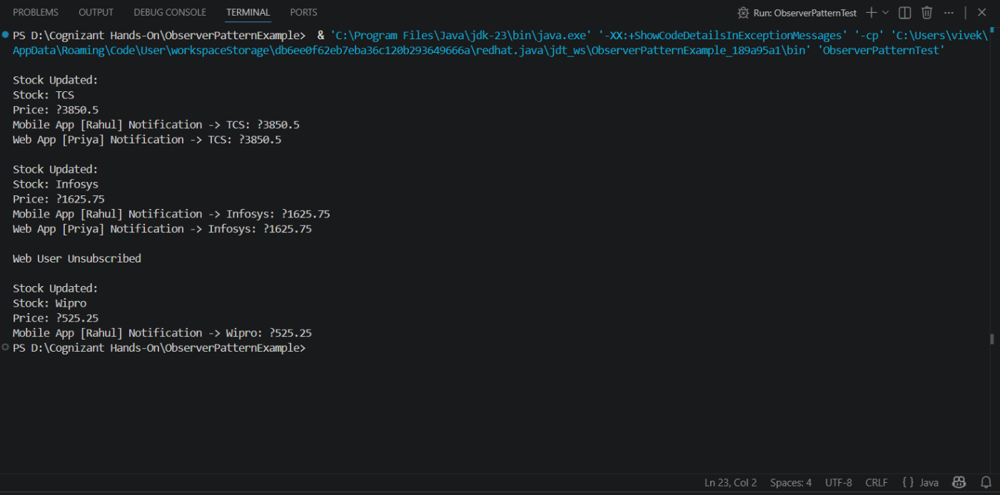 PROBLEMS OUTPUT DEBUG CONSOLE TERMINAL PORTS Run: ObserverPatternTest
PS D:\Cognizant Hands-On\ObserverPatternExample> & 'C:\Program Files\Java\jdk-23\bin\java.exe' '-XX:+ShowCodeDetailsInExceptionMessages' '-cp' 'C:\Users\vivek\
AppData\Roaming\Code\User\workspaceStorage\db6ee0f62eb7eba36c120b293649666a\redhat.java\jdt_ws\ObserverPatternExample_189a95a1\bin' 'ObserverPatternTest'
Stock Updated:
Stock: TCS
Price: ?3850.5
Mobile App [Rahul] Notification -> TCS: ?3850.5
Web App [Priya] Notification -> TCS: ?3850.5
Stock Updated:
Stock: Infosys
Price: ?1625.75
Mobile App [Rahul] Notification -> Infosys: ?1625.75
Web App [Priya] Notification -> Infosys: ?1625.75
Web User Unsubscribed
Stock Updated:
Stock: Wipro
Price: ?525.25
Mobile App [Rahul] Notification -> Wipro: ?525.25
PS D:\Cognizant Hands-On\ObserverPatternExample>
Ln 23, Col 2 Spaces: 4 UTF-8 CRLF { } Java